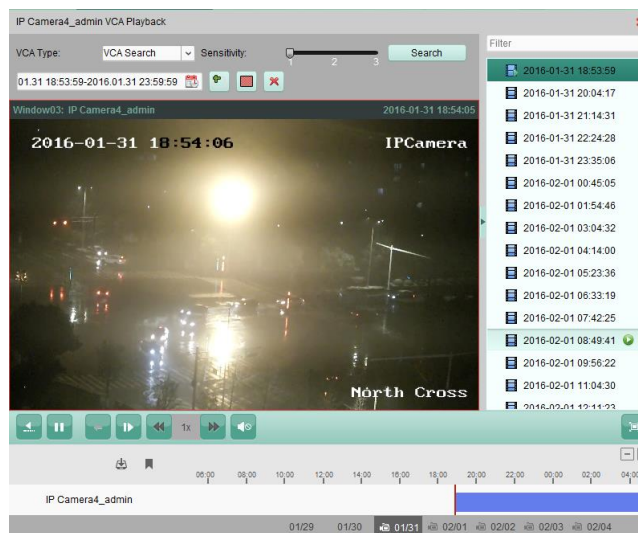 IP Camera4_admin VCA Playback
VCA Type:
VCA Search
Sensitivity:
1 2 3
Search
01.31 18:53:59-2016.01.31 23:59:59
Window03: IP Camera4_admin
2016-01-31 18:54:05
2016-01-31 18:54:06
IPCamera
North Cross
Filter
2016-01-31 18:53:59
2016-01-31 20:04:17
2016-01-31 21:14:31
2016-01-31 22:24:28
2016-01-31 23:35:06
2016-02-01 00:45:05
2016-02-01 01:54:46
2016-02-01 03:04:32
2016-02-01 04:14:00
2016-02-01 05:23:36
2016-02-01 06:33:19
2016-02-01 07:42:25
2016-02-01 08:49:41
2016-02-01 09:56:22
2016-02-01 11:04:30
2016-02-01 12:11:23
1x
06:00 08:00 10:00 12:00 14:00 16:00 18:00 20:00 22:00 00:00 02:00 04:00
IP Camera4_admin
01/29 01/30 01/31 02/01 02/02 02/03 02/04